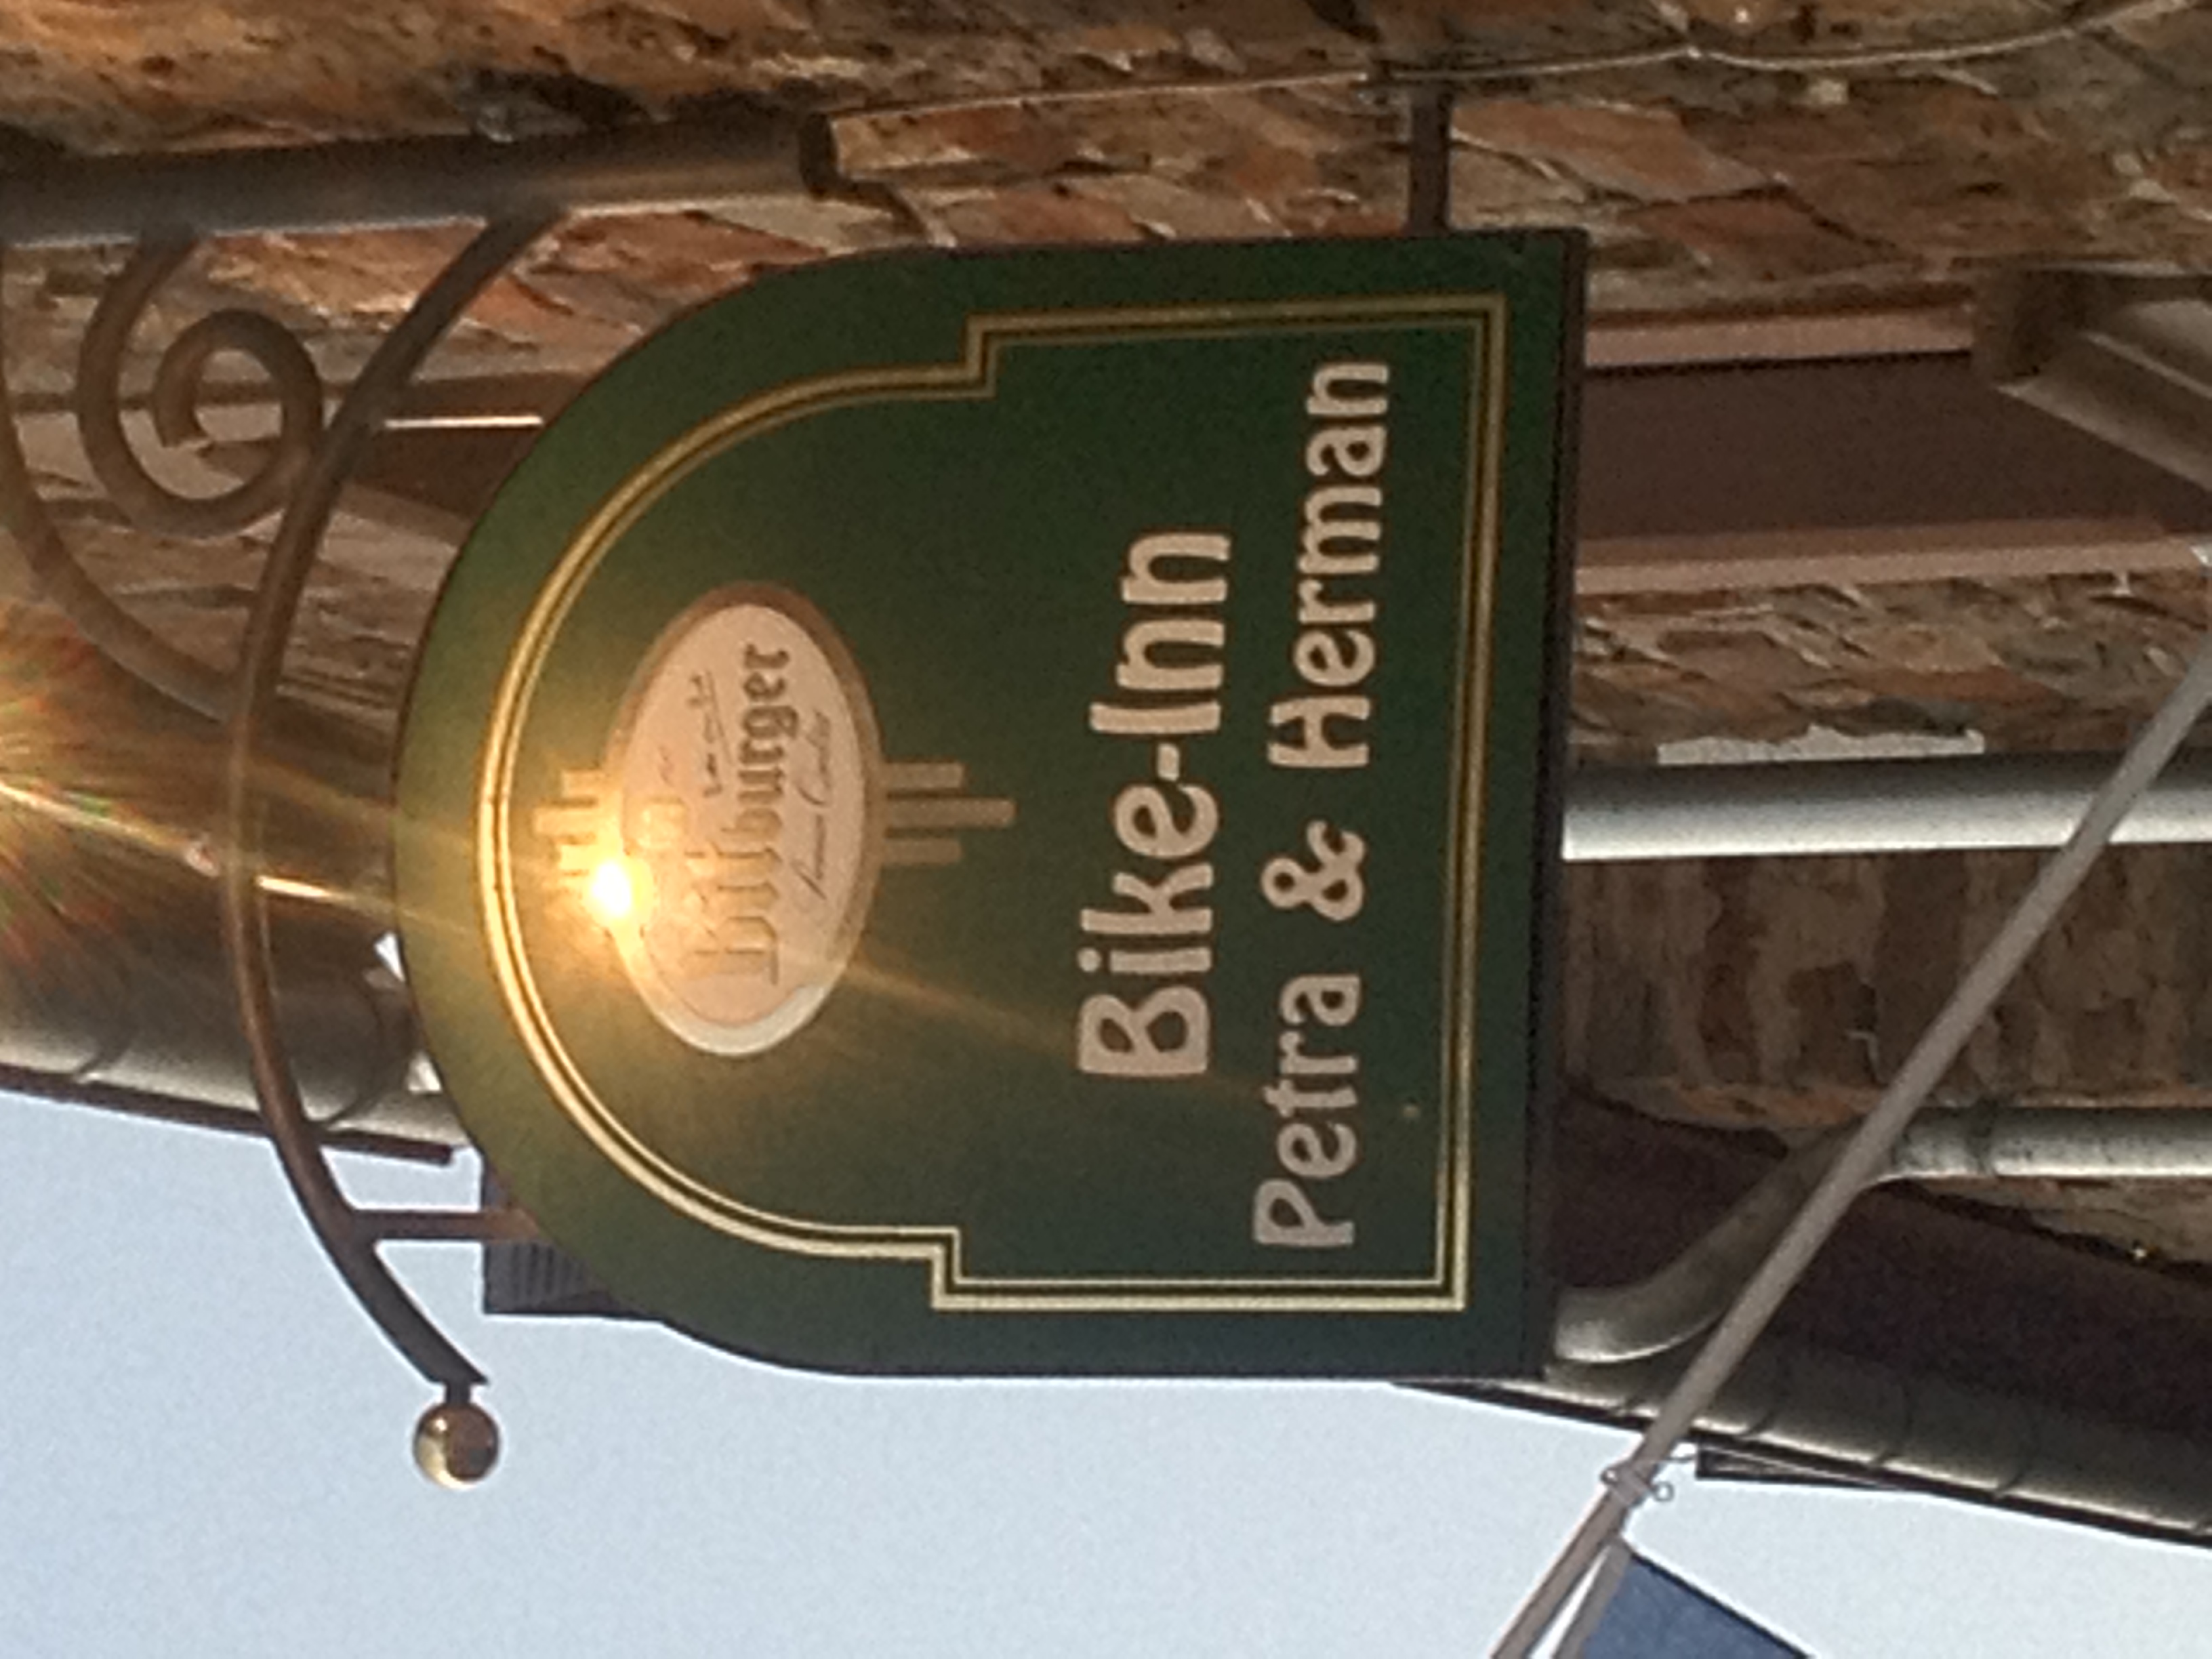 Bitburger
Bike-Inn
Petra & Herman